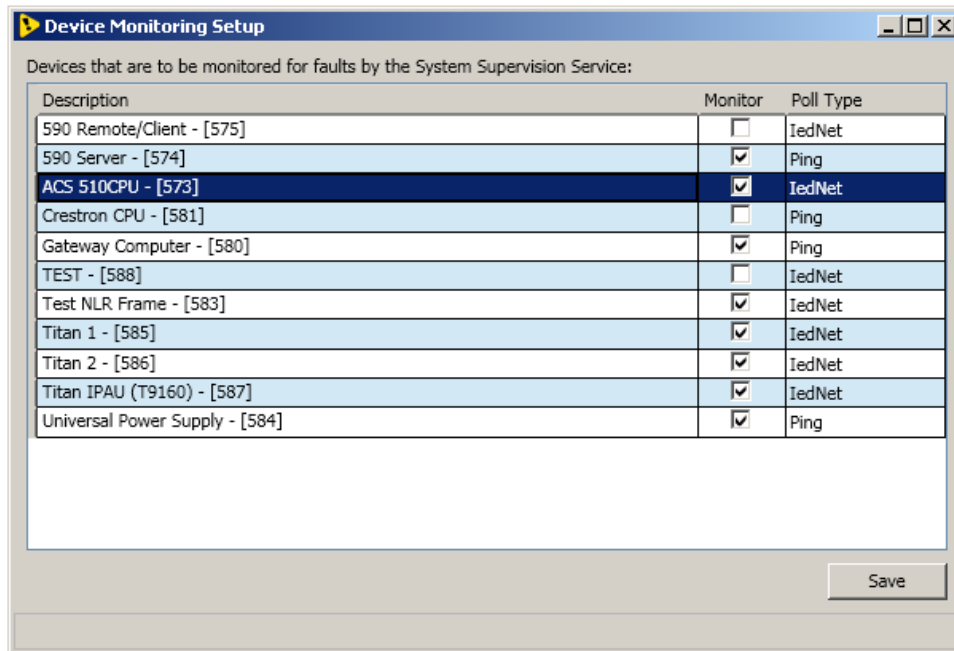 Device Monitoring Setup
Devices that are to be monitored for faults by the System Supervision Service:
Description Monitor Poll Type
590 Remote/Client - [575] IedNet
590 Server - [574] Ping
ACS 510CPU - [573] IedNet
Crestron CPU - [581] Ping
Gateway Computer - [580] Ping
TEST - [588] IedNet
Test NLR Frame - [583] IedNet
Titan 1 - [585] IedNet
Titan 2 - [586] IedNet
Titan IPAU (T9160) - [587] IedNet
Universal Power Supply - [584] Ping
Save